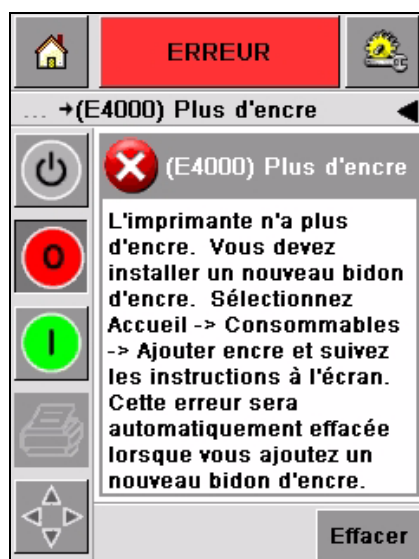 ERREUR
... →(E4000) Plus d'encre
(E4000) Plus d'encre
L'imprimante n'a plus
d'encre. Vous devez
installer un nouveau bidon
d'encre. Sélectionnez
Accueil -> Consommables
-> Ajouter encre et suivez
les instructions à l'écran.
Cette erreur sera
automatiquement effacée
lorsque vous ajoutez un
nouveau bidon d'encre.
O
I
Effacer